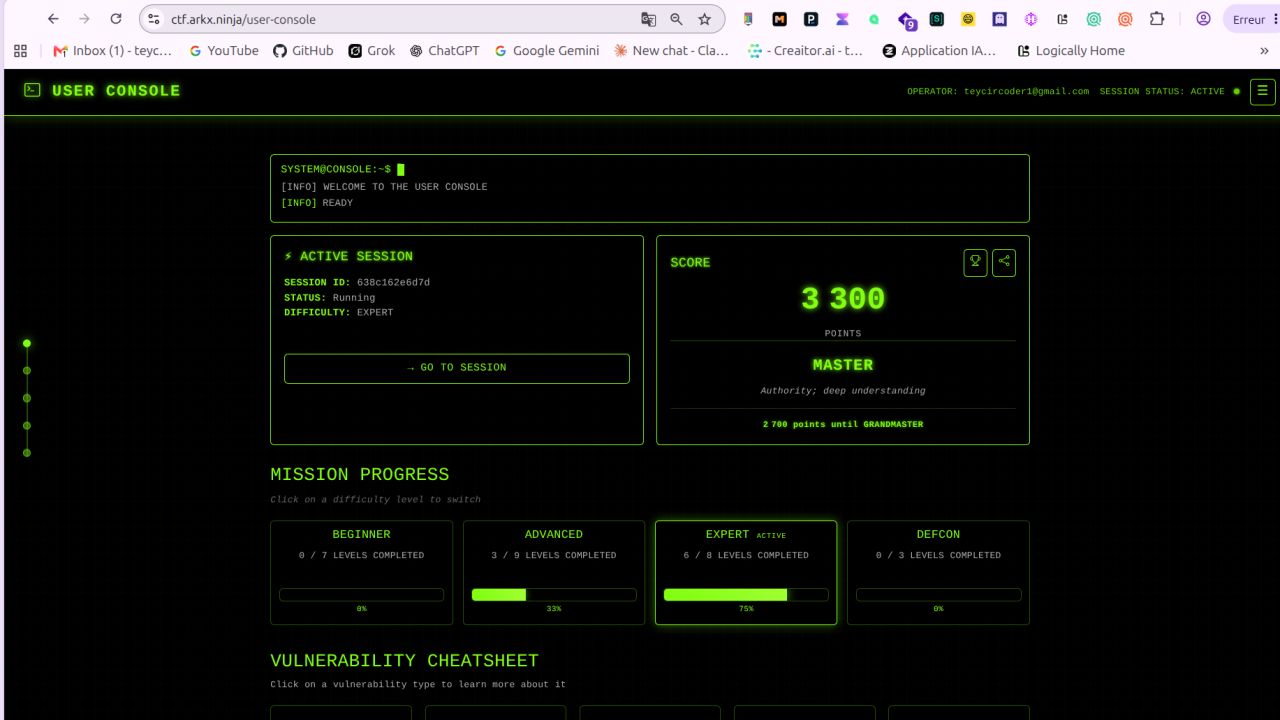 ctf.arkx.ninja/user-console
9
Erreur
Inbox (1) - teyc…
YouTube
GitHub
Grok
ChatGPT
Google Gemini
New chat - Cla…
- Creaitor.ai - t…
Application IA…
Logically Home
»
USER CONSOLE
OPERATOR: teycircoder1@gmail.com SESSION STATUS: ACTIVE
SYSTEM@CONSOLE:~$
[INFO] WELCOME TO THE USER CONSOLE
[INFO] READY
⚡ ACTIVE SESSION
SESSION ID: 638c162e6d7d
STATUS: Running
DIFFICULTY: EXPERT
→ GO TO SESSION
SCORE
3 300
POINTS
MASTER
Authority; deep understanding
2 700 points until GRANDMASTER
MISSION PROGRESS
Click on a difficulty level to switch
BEGINNER
0 / 7 LEVELS COMPLETED
0%
ADVANCED
3 / 9 LEVELS COMPLETED
33%
EXPERT ACTIVE
6 / 8 LEVELS COMPLETED
75%
DEFCON
0 / 3 LEVELS COMPLETED
0%
VULNERABILITY CHEATSHEET
Click on a vulnerability type to learn more about it